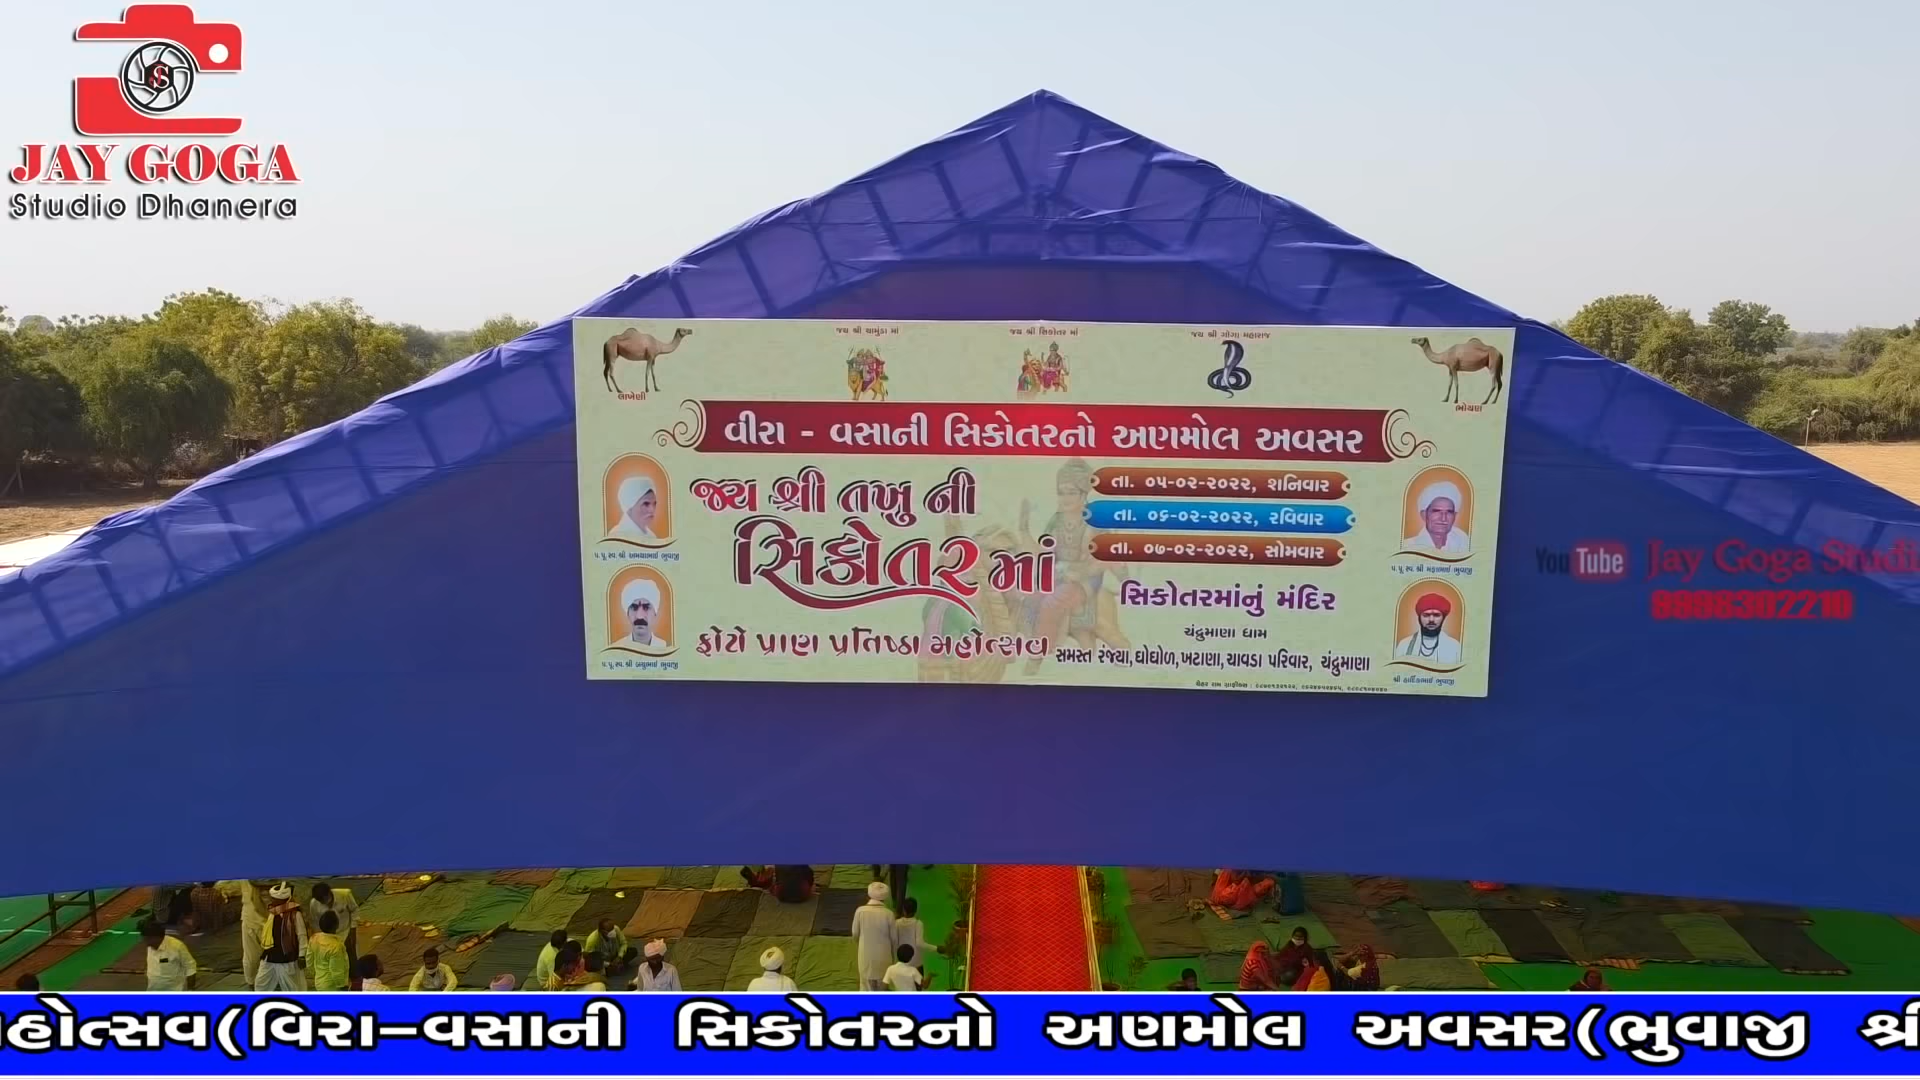 JAY GOGA
Studio Dhanera
જય શ્રી ચામુંડા માં
જય શ્રી સિકોતર માં
જય શ્રી ગોગા મહારાજ
લાખેણી
વીરા - વસાની સિકોતરનો અણમોલ અવસર
જય શ્રી તખુ ની
સિકોતર માં
ફોટો પ્રાણ પ્રતિષ્ઠા મહોત્સવ
તા. ૦૫-૦૨-૨૦૨૨, શનિવાર
તા. ૦૬-૦૨-૨૦૨૨, રવિવાર
તા. ૦૭-૦૨-૨૦૨૨, સોમવાર
સિકોતરમાંનું મંદિર
ચંદ્રુમાણા ધામ
સમસ્ત રંજ્યા, ઘોઘોળ, ખટાણા, ચાવડા પરિવાર, ચંદ્રુમાણા
પ.પૂ.સ્વ. શ્રી ભુવાજી
પ.પૂ.સ્વ. શ્રી ભુવાજી
પ.પૂ.સ્વ. શ્રી ભુવાજી
શ્રી હાર્દિકભાઈ ભુવાજી
YouTube Jay Goga Studi
9898302210
હોત્સવ(વિરા-વસાની સિકોતરનો અણમોલ અવસર(ભુવાજી શ્રી